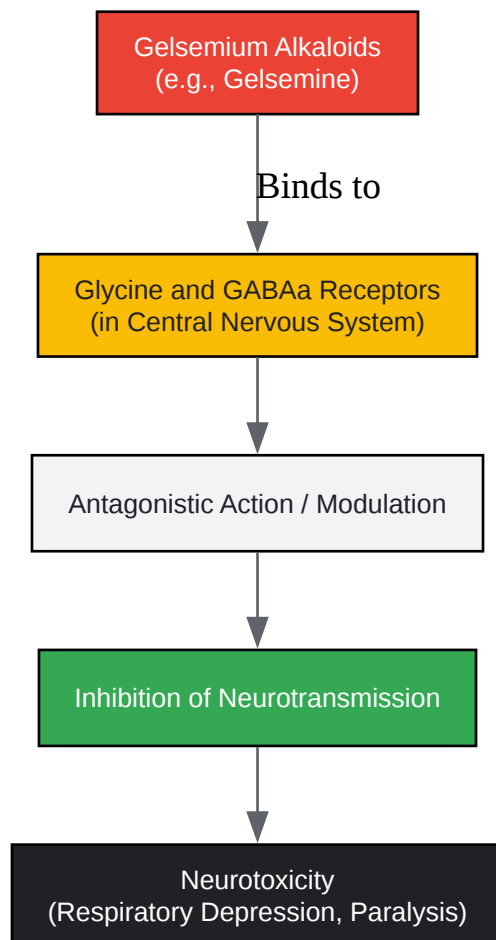 Gelsemium Alkaloids
(e.g., Gelsemine)
Binds to
Glycine and GABAa Receptors
(in Central Nervous System)
Antagonistic Action / Modulation
Inhibition of Neurotransmission
Neurotoxicity
(Respiratory Depression, Paralysis)